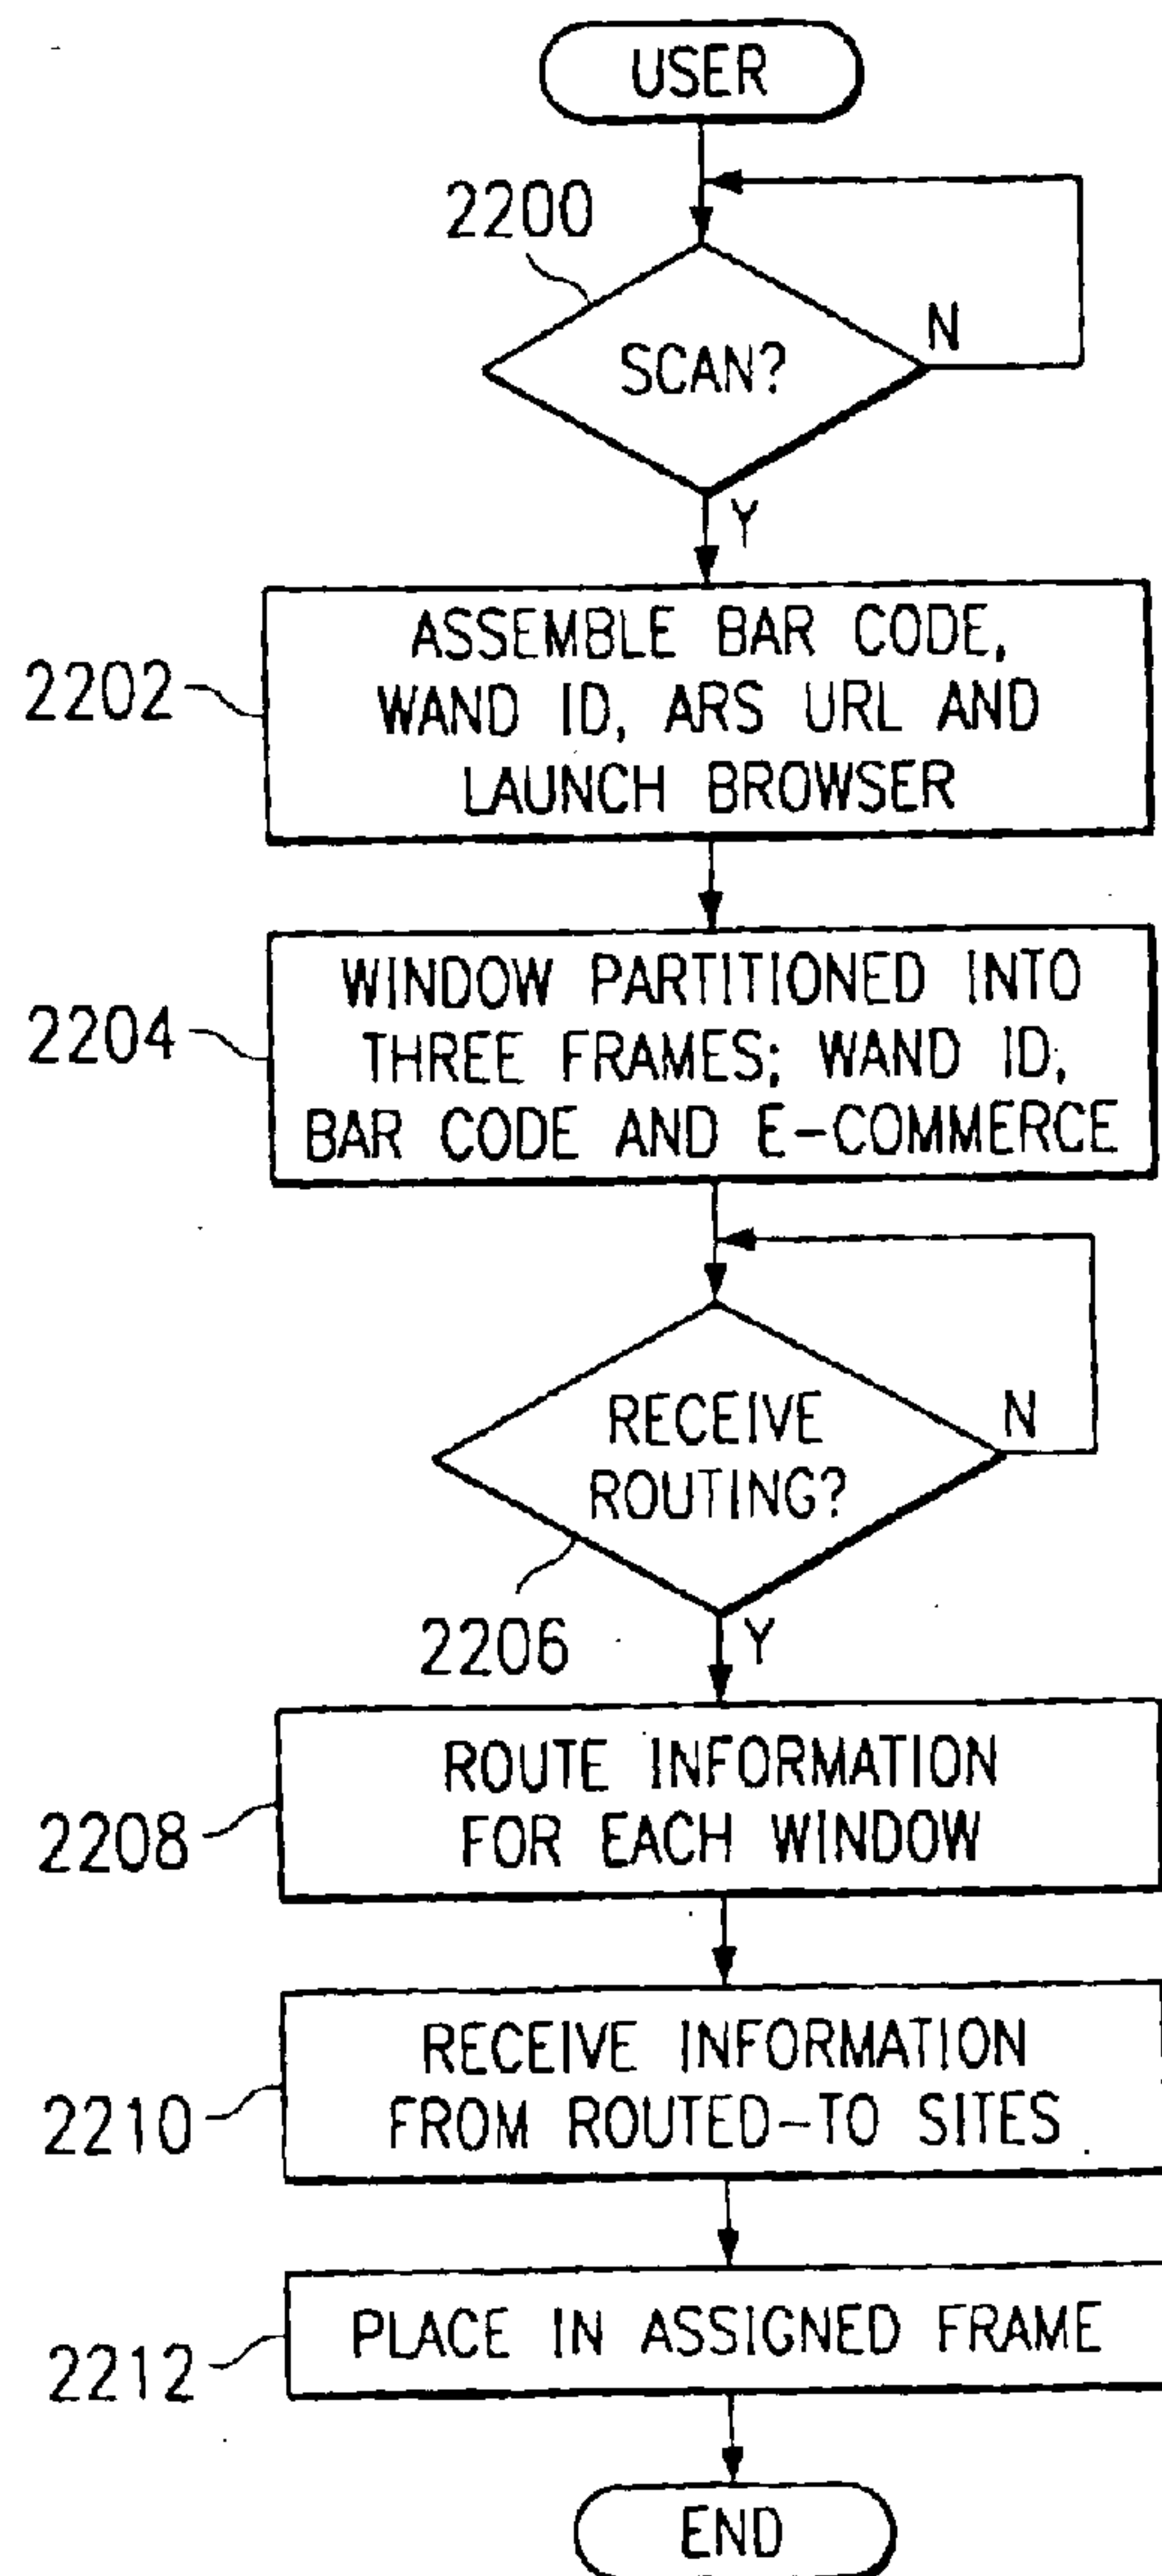 USER
2200
SCAN?
N
Y
2202
ASSEMBLE BAR CODE,
WAND ID, ARS URL AND
LAUNCH BROWSER
2204
WINDOW PARTITIONED INTO
THREE FRAMES; WAND ID,
BAR CODE AND E-COMMERCE
RECEIVE
ROUTING?
N
2206
Y
ROUTE INFORMATION
FOR EACH WINDOW
2208
RECEIVE INFORMATION
FROM ROUTED-TO SITES
2210
PLACE IN ASSIGNED FRAME
2212
END